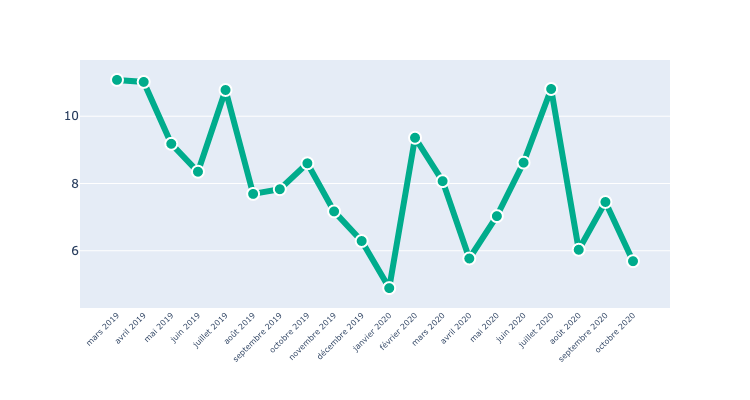 10
8
6
mars 2019
avril 2019
mai 2019
juin 2019
juillet 2019
août 2019
septembre 2019
octobre 2019
novembre 2019
décembre 2019
janvier 2020
février 2020
mars 2020
avril 2020
mai 2020
juin 2020
juillet 2020
août 2020
septembre 2020
octobre 2020